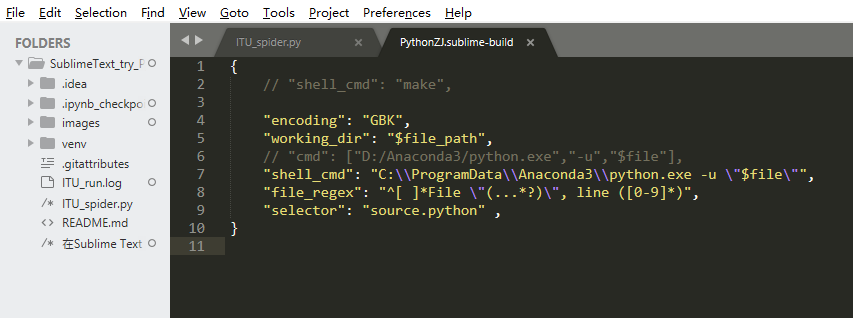 File Edit Selection Find View Goto Tools Project Preferences Help
FOLDERS
SublimeText_try_P
.idea
.ipynb_checkpo
images
venv
.gitattributes
ITU_run.log
ITU_spider.py
README.md
在Sublime Text
ITU_spider.py
PythonZJ.sublime-build
1 {
2 // "shell_cmd": "make",
3
4 "encoding": "GBK",
5 "working_dir": "$file_path",
6 // "cmd": ["D:/Anaconda3/python.exe","-u","$file"],
7 "shell_cmd": "C:\\ProgramData\\Anaconda3\\python.exe -u \"$file\"",
8 "file_regex": "^[ ]*File \"(...*?)\", line ([0-9]*)",
9 "selector": "source.python" ,
10 }
11